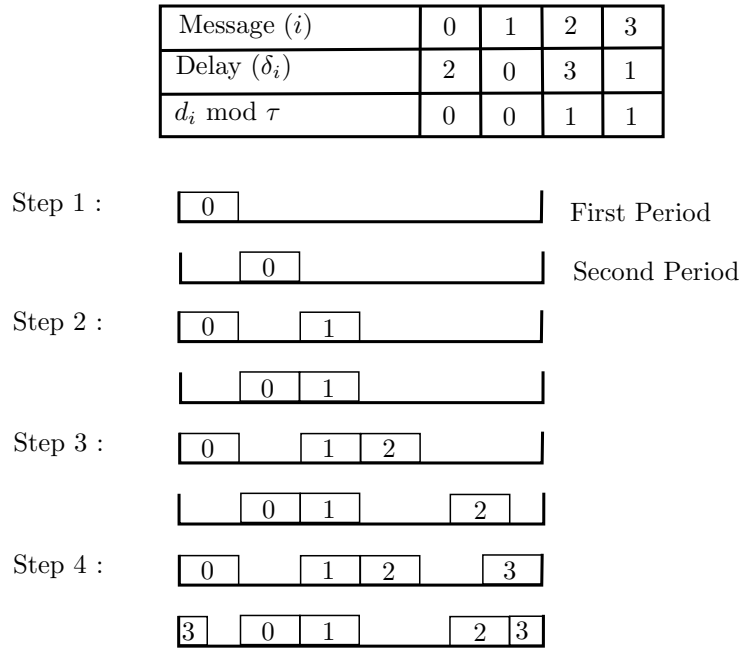 Message (i) 0 1 2 3
Delay (δ_i) 2 0 3 1
d_i mod τ 0 0 1 1
Step 1 : 0 First Period
0 Second Period
Step 2 : 0 1
0 1
Step 3 : 0 1 2
0 1 2
Step 4 : 0 1 2 3
3 0 1 2 3